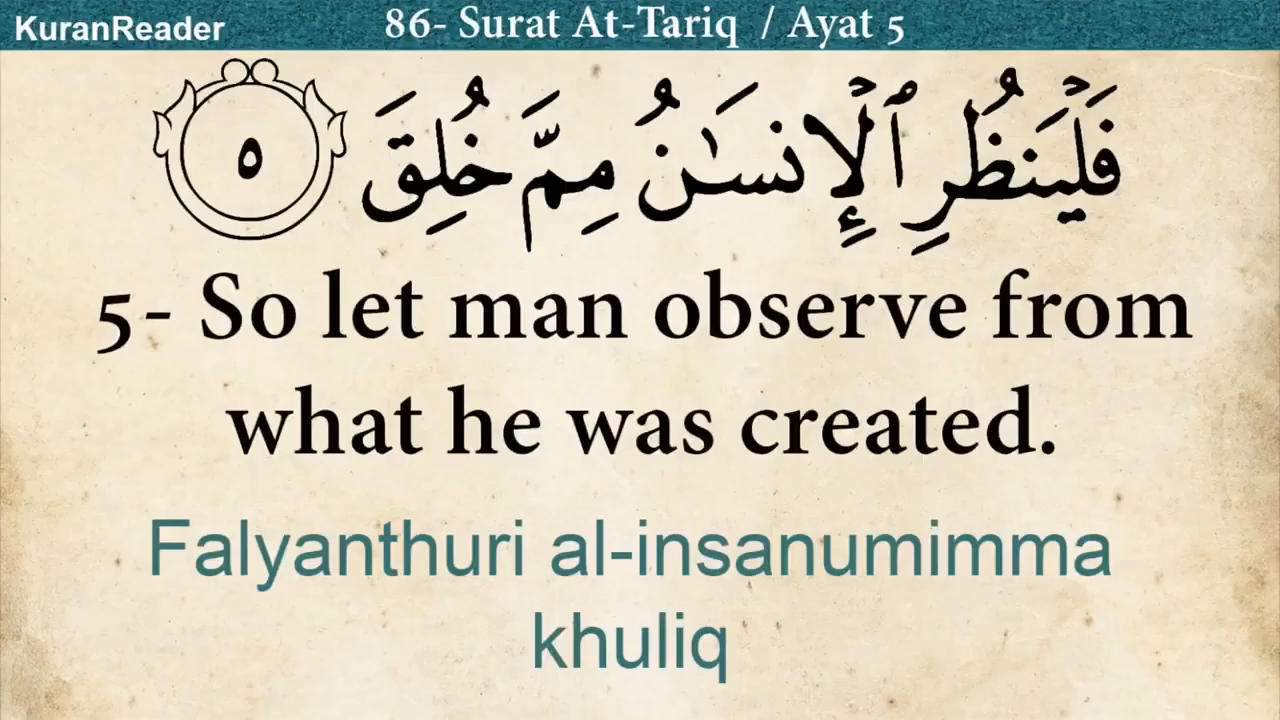 KuranReader
86- Surat At-Tariq / Ayat 5
فَلْيَنظُرِ ٱلْإِنسَـٰنُ مِمَّ خُلِقَ ٥
5- So let man observe from
what he was created.
Falyanthuri al-insanumimma
khuliq